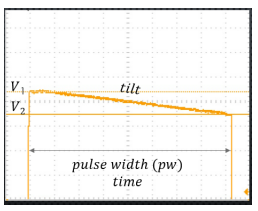 V1 tilt
V2
pulse width (pw)
time